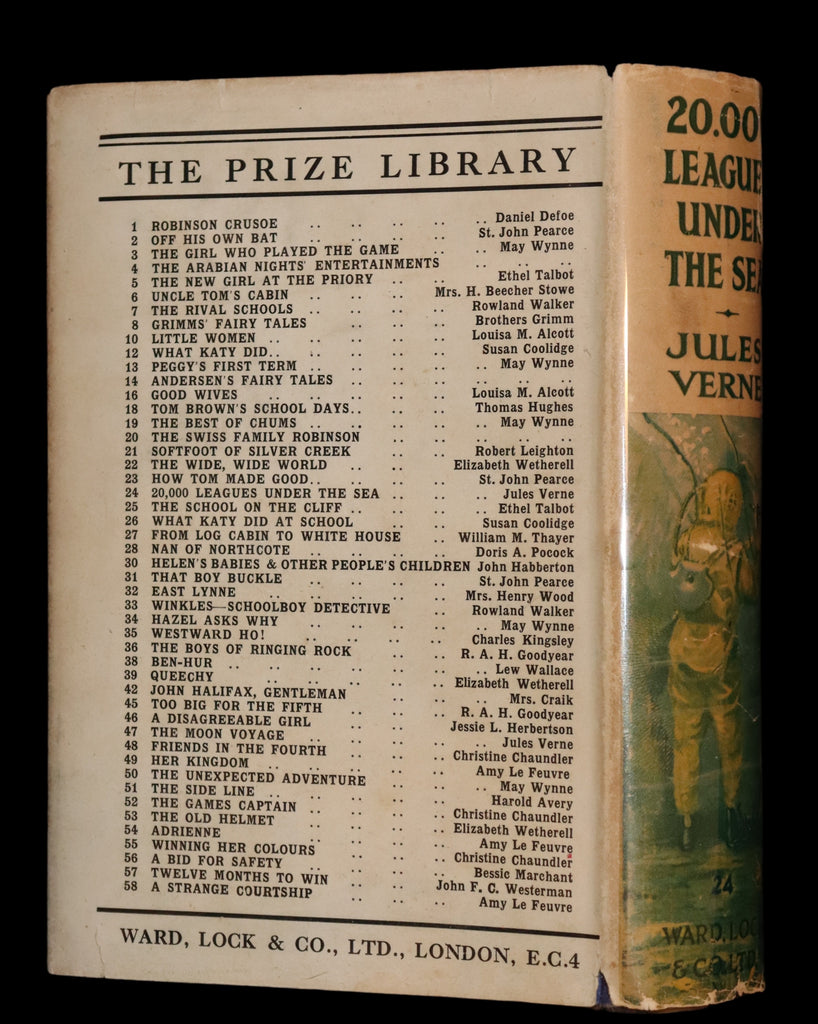 THE PRIZE LIBRARY
1 ROBINSON CRUSOE .. .. .. .. .. Daniel Defoe
2 OFF HIS OWN BAT .. .. .. .. St. John Pearce
3 THE GIRL WHO PLAYED THE GAME .. .. May Wynne
4 THE ARABIAN NIGHTS' ENTERTAINMENTS .. .. ..
5 THE NEW GIRL AT THE PRIORY .. .. Ethel Talbot
6 UNCLE TOM'S CABIN .. .. .. Mrs. H. Beecher Stowe
7 THE RIVAL SCHOOLS .. .. .. .. Rowland Walker
8 GRIMMS' FAIRY TALES .. .. .. Brothers Grimm
10 LITTLE WOMEN .. .. .. .. Louisa M. Alcott
12 WHAT KATY DID.. .. .. .. Susan Coolidge
13 PEGGY'S FIRST TERM .. .. .. .. .. May Wynne
14 ANDERSEN'S FAIRY TALES .. .. .. .. .. ..
16 GOOD WIVES .. .. .. .. Louisa M. Alcott
18 TOM BROWN'S SCHOOL DAYS.. .. .. Thomas Hughes
19 THE BEST OF CHUMS .. .. .. .. .. May Wynne
20 THE SWISS FAMILY ROBINSON .. .. .. .. ..
21 SOFTFOOT OF SILVER CREEK .. .. Robert Leighton
22 THE WIDE, WIDE WORLD .. .. Elizabeth Wetherell
23 HOW TOM MADE GOOD.. .. .. St. John Pearce
24 20,000 LEAGUES UNDER THE SEA .. .. .. Jules Verne
25 THE SCHOOL ON THE CLIFF .. .. .. .. Ethel Talbot
26 WHAT KATY DID AT SCHOOL .. .. Susan Coolidge
27 FROM LOG CABIN TO WHITE HOUSE .. William M. Thayer
28 NAN OF NORTHCOTE .. .. .. .. Doris A. Pocock
30 HELEN'S BABIES & OTHER PEOPLE'S CHILDREN John Habberton
31 THAT BOY BUCKLE .. .. .. .. St. John Pearce
32 EAST LYNNE .. .. .. .. Mrs. Henry Wood
33 WINKLES—SCHOOLBOY DETECTIVE .. Rowland Walker
34 HAZEL ASKS WHY .. .. .. .. .. May Wynne
35 WESTWARD HO! .. .. .. .. Charles Kingsley
36 THE BOYS OF RINGING ROCK .. .. R. A. H. Goodyear
38 BEN-HUR .. .. .. .. .. .. Lew Wallace
39 QUEECHY .. .. .. .. Elizabeth Wetherell
42 JOHN HALIFAX, GENTLEMAN .. .. .. Mrs. Craik
45 TOO BIG FOR THE FIFTH .. .. .. R. A. H. Goodyear
46 A DISAGREEABLE GIRL .. .. Jessie L. Herbertson
47 THE MOON VOYAGE .. .. .. .. Jules Verne
48 FRIENDS IN THE FOURTH .. .. Christine Chaundler
49 HER KINGDOM .. .. .. .. .. Amy Le Feuvre
50 THE UNEXPECTED ADVENTURE .. .. .. May Wynne
51 THE SIDE LINE .. .. .. .. .. Harold Avery
52 THE GAMES CAPTAIN .. .. .. Christine Chaundler
53 THE OLD HELMET .. .. .. Elizabeth Wetherell
54 ADRIENNE .. .. .. .. Amy Le Feuvre
55 WINNING HER COLOURS .. .. .. Christine Chaundler
56 A BID FOR SAFETY .. .. .. .. Bessie Marchant
57 TWELVE MONTHS TO WIN .. .. John F. C. Westerman
58 A STRANGE COURTSHIP .. .. .. Amy Le Feuvre
WARD, LOCK & CO., LTD., LONDON, E.C.4
20.00
LEAGUE
UNDER
THE SEA
JULES
VERNE
24
WARD, LOC
& CO. LTD